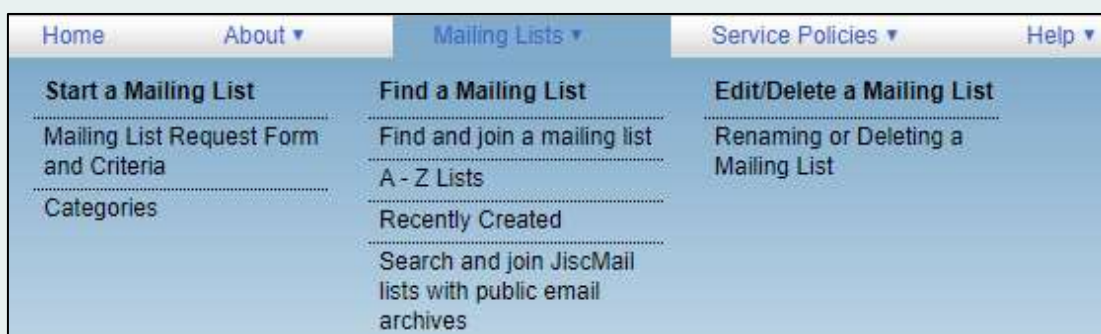 Home About ▾ Mailing Lists ▾ Service Policies ▾ Help ▾
Start a Mailing List
Mailing List Request Form
and Criteria
Categories
Find a Mailing List
Find and join a mailing list
A - Z Lists
Recently Created
Search and join JiscMail
lists with public email
archives
Edit/Delete a Mailing List
Renaming or Deleting a
Mailing List